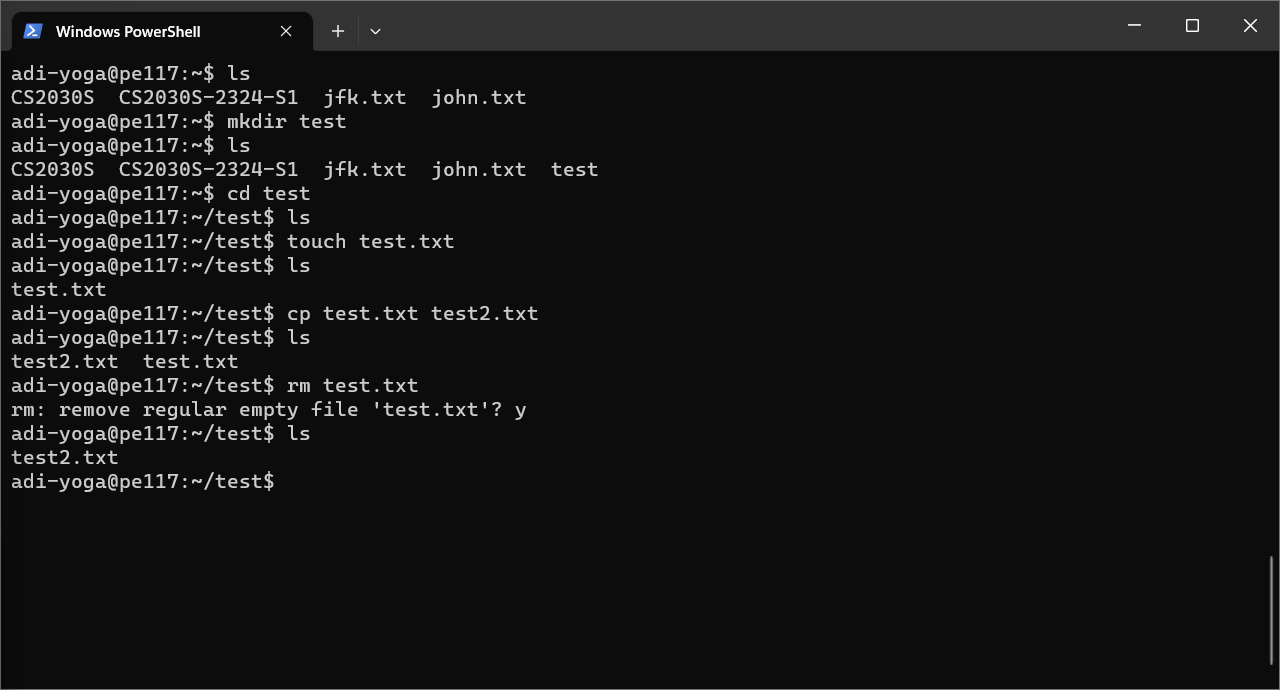 Windows PowerShell
adi-yoga@pe117:~$ ls
CS2030S  CS2030S-2324-S1  jfk.txt  john.txt
adi-yoga@pe117:~$ mkdir test
adi-yoga@pe117:~$ ls
CS2030S  CS2030S-2324-S1  jfk.txt  john.txt  test
adi-yoga@pe117:~$ cd test
adi-yoga@pe117:~/test$ ls
adi-yoga@pe117:~/test$ touch test.txt
adi-yoga@pe117:~/test$ ls
test.txt
adi-yoga@pe117:~/test$ cp test.txt test2.txt
adi-yoga@pe117:~/test$ ls
test2.txt  test.txt
adi-yoga@pe117:~/test$ rm test.txt
rm: remove regular empty file 'test.txt'? y
adi-yoga@pe117:~/test$ ls
test2.txt
adi-yoga@pe117:~/test$